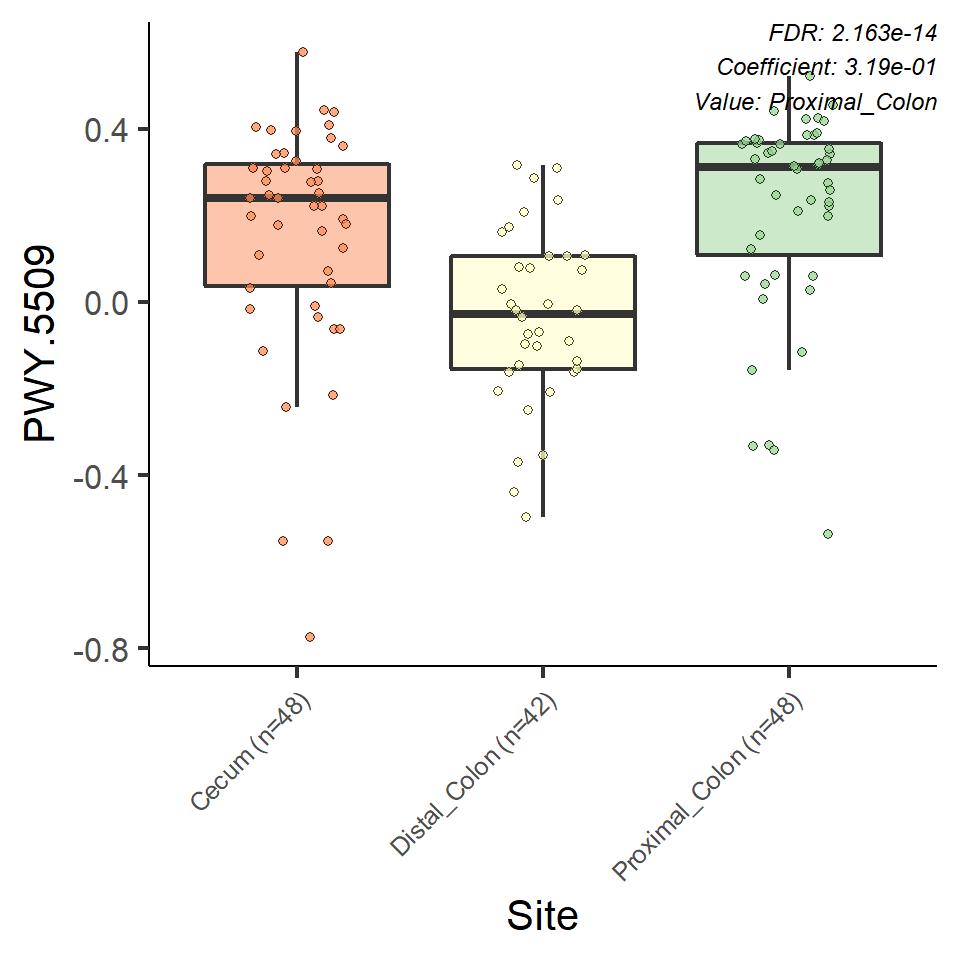 FDR: 2.163e-14
Coefficient: 3.19e-01
Value: Proximal_Colon
PWY.5509
0.4
0.0
-0.4
-0.8
Cecum (n=48)
Distal_Colon (n=42)
Proximal_Colon (n=48)
Site